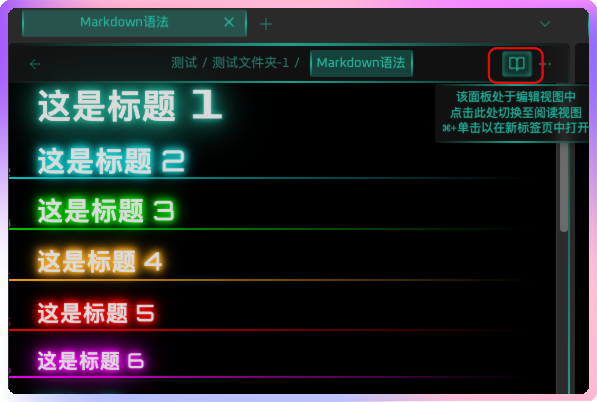 Markdown语法
测试 / 测试文件夹-1 / Markdown语法
该面板处于编辑视图中
点击此处切换至阅读视图
⌘+单击以在新标签页中打开
这是标题 1
这是标题 2
这是标题 3
这是标题 4
这是标题 5
这是标题 6